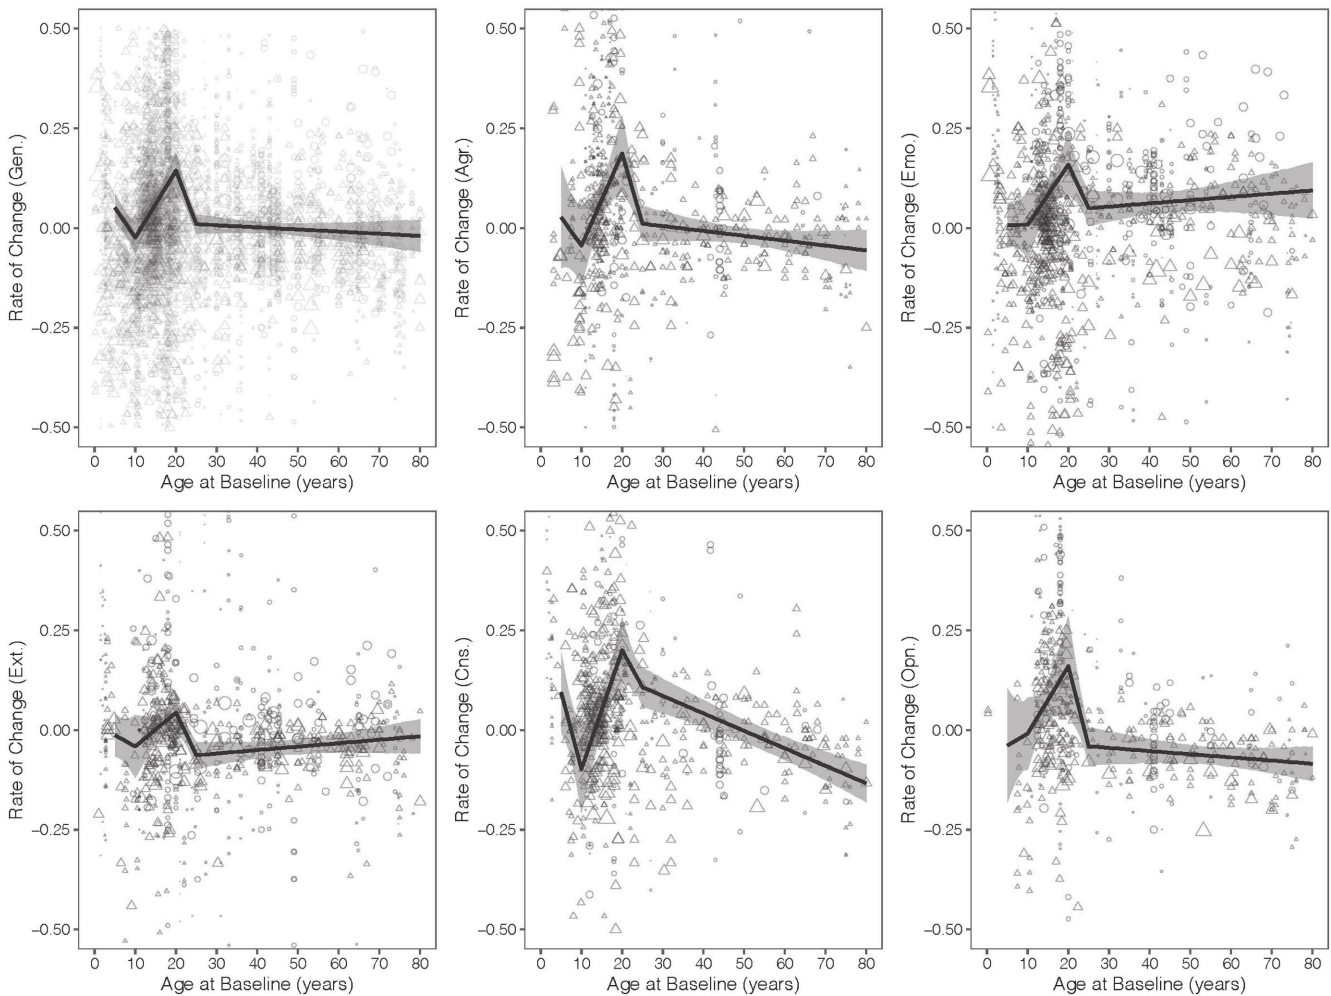 Rate of Change (Gen.)
0.50
0.25
0.00
−0.25
−0.50
0 10 20 30 40 50 60 70 80
Age at Baseline (years)
Rate of Change (Agr.)
0.50
0.25
0.00
−0.25
−0.50
0 10 20 30 40 50 60 70 80
Age at Baseline (years)
Rate of Change (Emo.)
0.50
0.25
0.00
−0.25
−0.50
0 10 20 30 40 50 60 70 80
Age at Baseline (years)
Rate of Change (Ext.)
0.50
0.25
0.00
−0.25
−0.50
0 10 20 30 40 50 60 70 80
Age at Baseline (years)
Rate of Change (Cns.)
0.50
0.25
0.00
−0.25
−0.50
0 10 20 30 40 50 60 70 80
Age at Baseline (years)
Rate of Change (Opn.)
0.50
0.25
0.00
−0.25
−0.50
0 10 20 30 40 50 60 70 80
Age at Baseline (years)